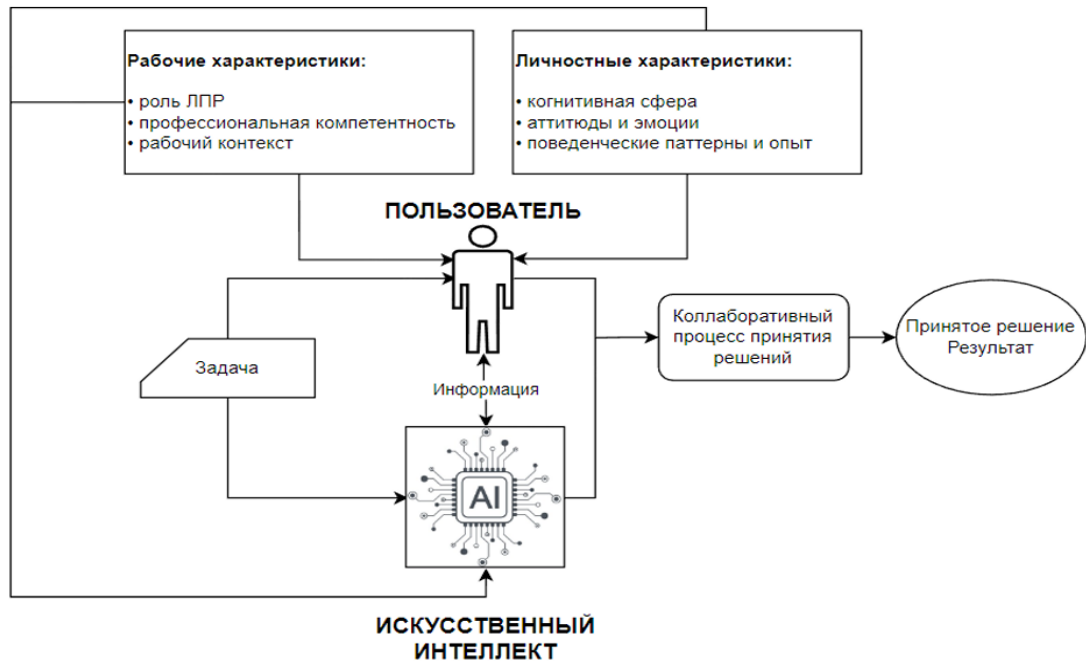 Рабочие характеристики:
• роль ЛПР
• профессиональная компетентность
• рабочий контекст
Личностные характеристики:
• когнитивная сфера
• аттитюды и эмоции
• поведенческие паттерны и опыт
ПОЛЬЗОВАТЕЛЬ
Задача
Информация
AI
ИСКУССТВЕННЫЙ
ИНТЕЛЛЕКТ
Коллаборативный
процесс принятия
решений
Принятое решение
Результат